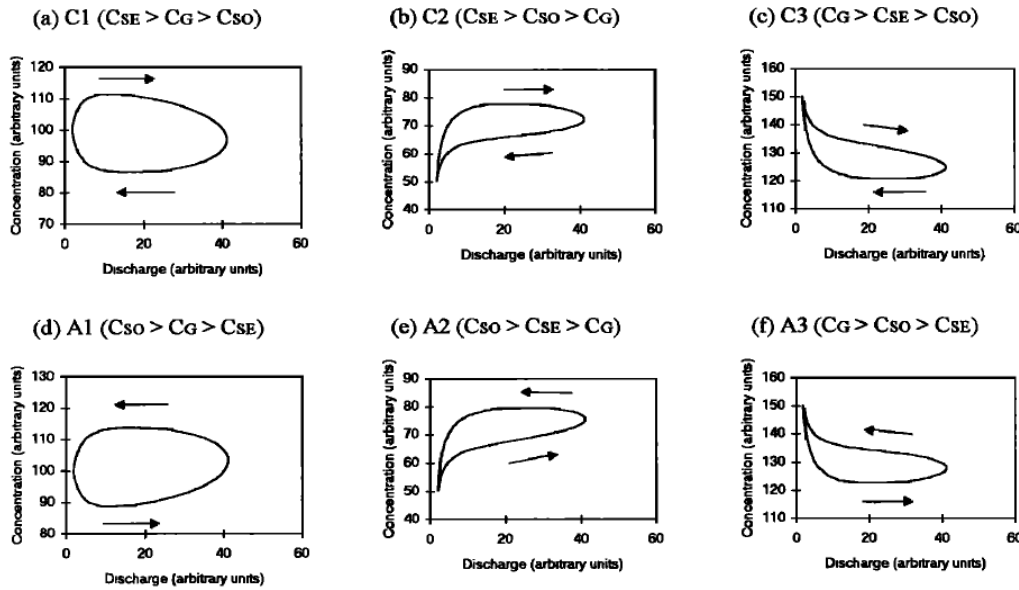 (a) C1 (CSE > CG > CSO)
(b) C2 (CSE > CSO > CG)
(c) C3 (CG > CSE > CSO)
Concentration (arbitrary units)
120
110
100
90
80
70
0 20 40 60
Discharge (arbitrary units)
Concentration (arbitrary units)
90
80
70
60
50
40
0 20 40 60
Discharge (arbitrary units)
Concentration (arbitrary units)
160
150
140
130
120
110
0 20 40 60
Discharge (arbitrary units)
(d) A1 (CSO > CG > CSE)
(e) A2 (CSO > CSE > CG)
(f) A3 (CG > CSO > CSE)
Concentration (arbitrary units)
130
120
110
100
90
80
0 20 40 60
Discharge (arbitrary units)
Concentration (arbitrary units)
90
80
70
60
50
40
0 20 40 60
Discharge (arbitrary units)
Concentration (arbitrary units)
160
150
140
130
120
110
0 20 40 60
Discharge (arbitrary units)